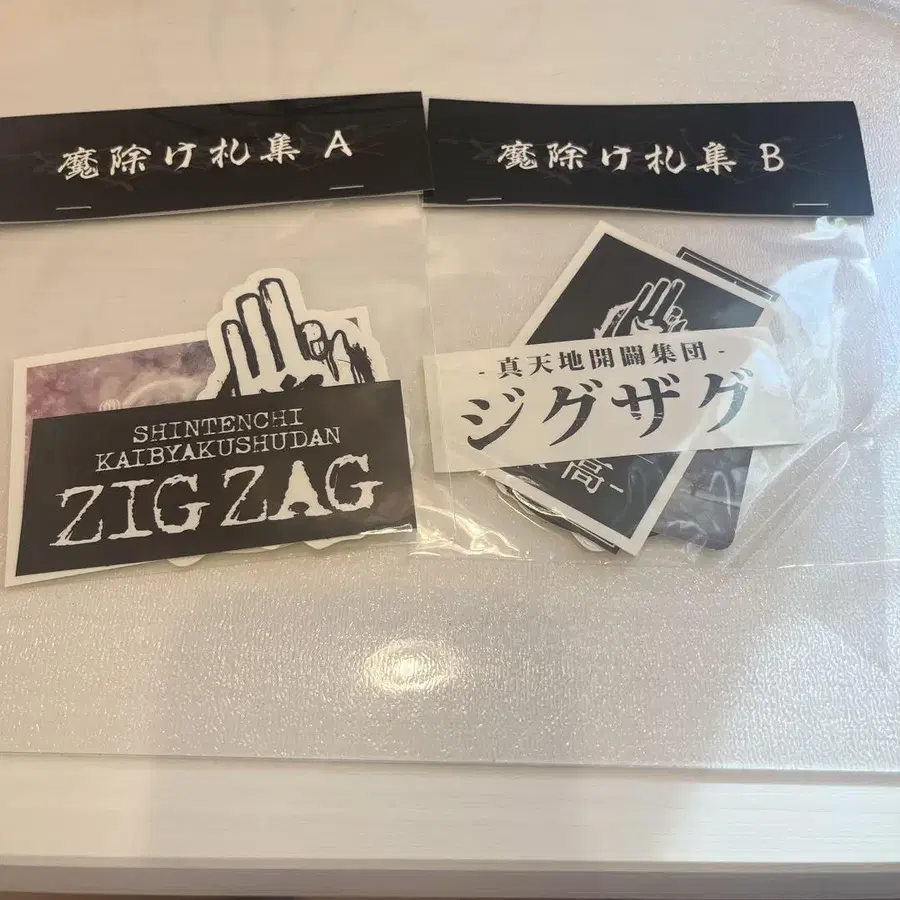 魔除け札集 A
魔除け札集 B
SHINTENCHI
KAIBYAKUSHUDAN
ZIG ZAG
- 真天地開闢集団 -
ジグザグ
高-